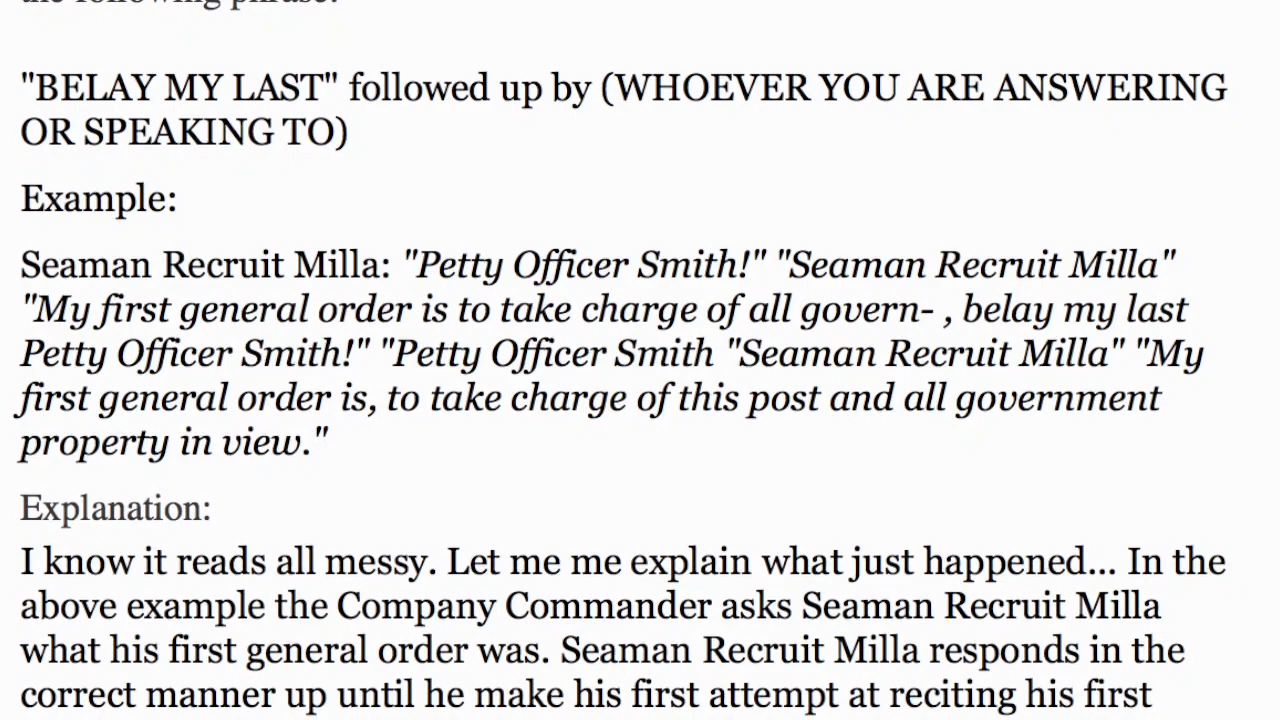 the following phrase:
"BELAY MY LAST" followed up by (WHOEVER YOU ARE ANSWERING
OR SPEAKING TO)
Example:
Seaman Recruit Milla: "Petty Officer Smith!" "Seaman Recruit Milla"
"My first general order is to take charge of all govern- , belay my last
Petty Officer Smith!" "Petty Officer Smith "Seaman Recruit Milla" "My
first general order is, to take charge of this post and all government
property in view."
Explanation:
I know it reads all messy. Let me me explain what just happened... In the
above example the Company Commander asks Seaman Recruit Milla
what his first general order was. Seaman Recruit Milla responds in the
correct manner up until he make his first attempt at reciting his first